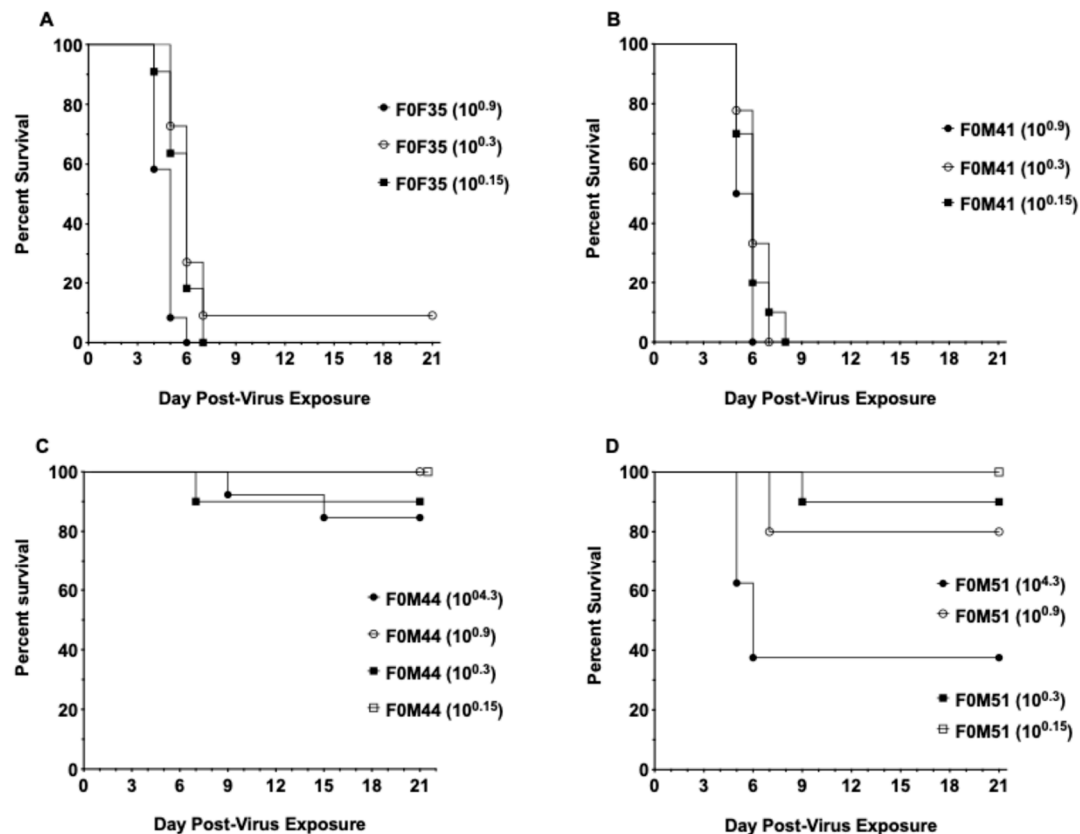 A
B
100
80
60
40
20
0
Percent Survival
F0F35 (10^0.9)
F0F35 (10^0.3)
F0F35 (10^0.15)
0 3 6 9 12 15 18 21
Day Post-Virus Exposure
100
80
60
40
20
0
Percent Survival
F0M41 (10^0.9)
F0M41 (10^0.3)
F0M41 (10^0.15)
0 3 6 9 12 15 18 21
Day Post-Virus Exposure
C
D
100
80
60
40
20
0
Percent survival
F0M44 (10^04.3)
F0M44 (10^0.9)
F0M44 (10^0.3)
F0M44 (10^0.15)
0 3 6 9 12 15 18 21
Day Post-Virus Exposure
100
80
60
40
20
0
Percent Survival
F0M51 (10^4.3)
F0M51 (10^0.9)
F0M51 (10^0.3)
F0M51 (10^0.15)
0 3 6 9 12 15 18 21
Day Post-Virus Exposure